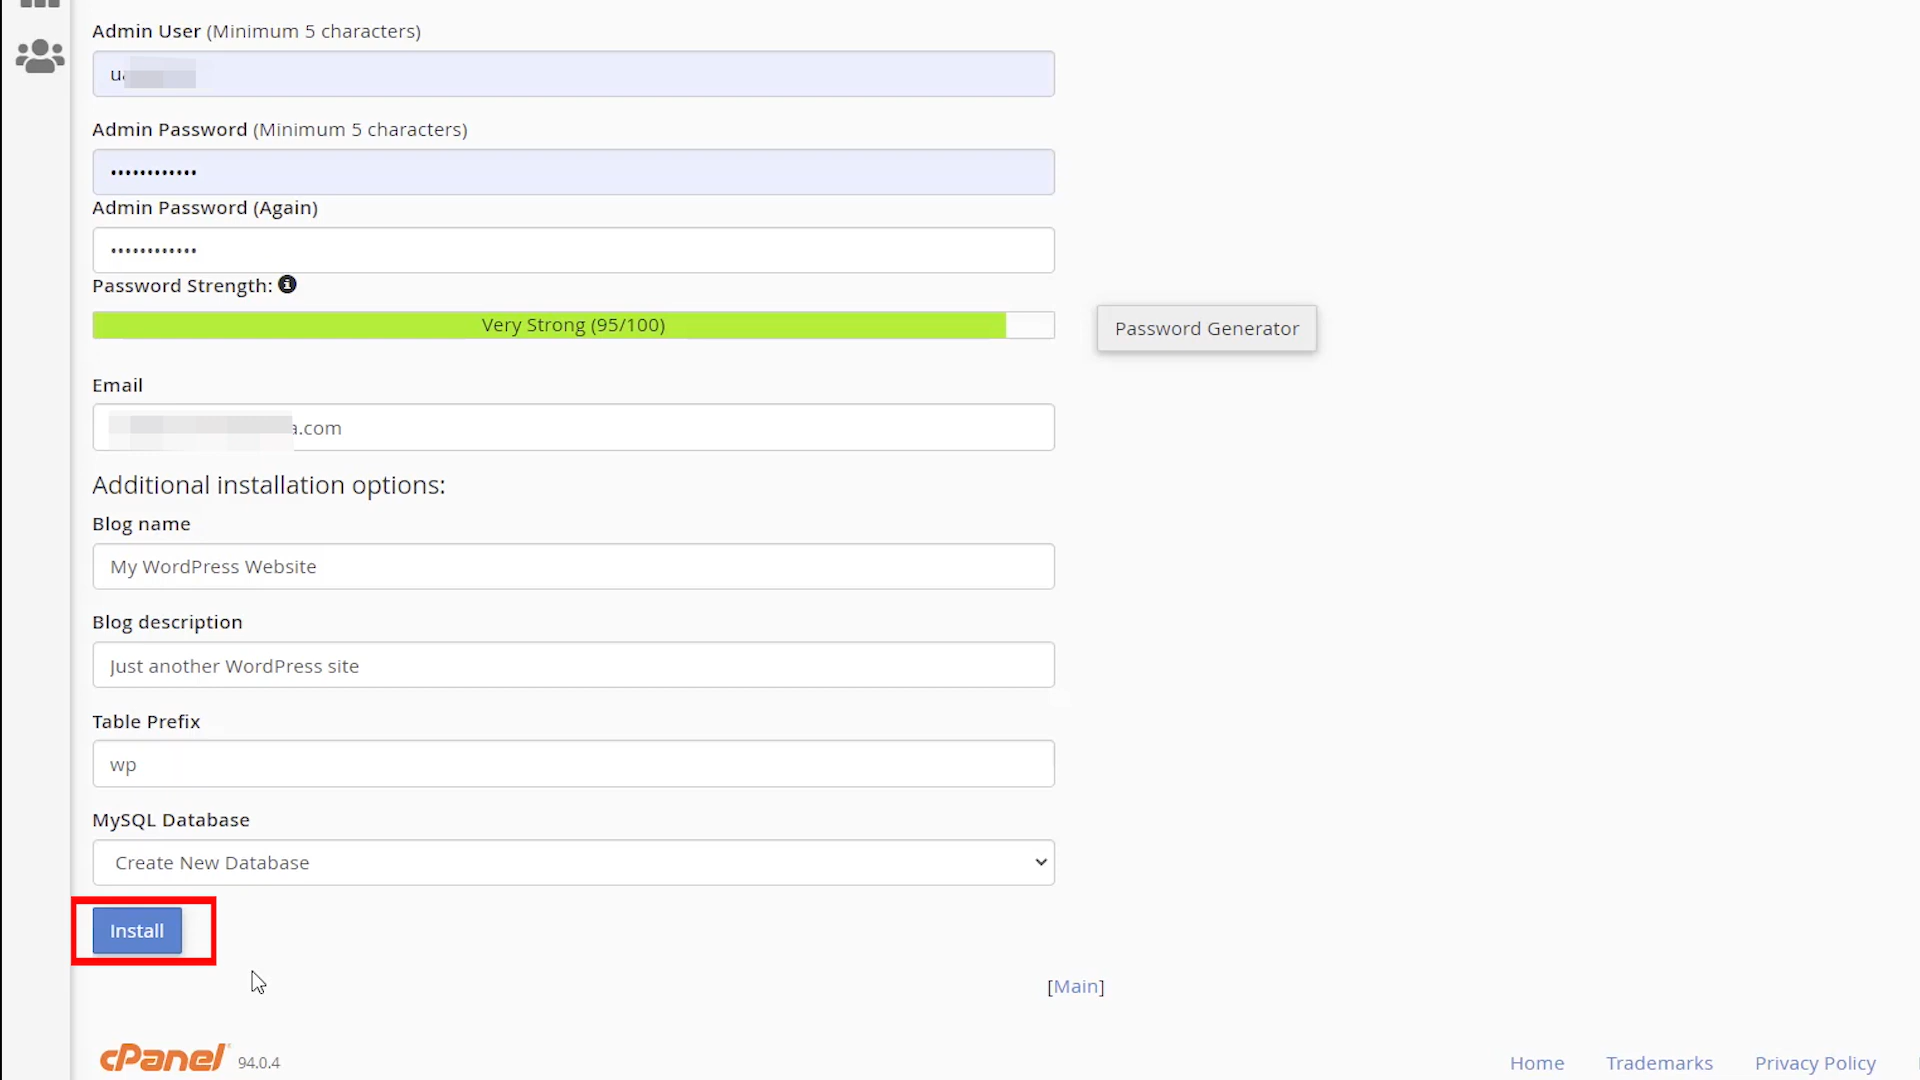 Admin User (Minimum 5 characters)
Admin Password (Minimum 5 characters)
••••••••••••
Admin Password (Again)
••••••••••••
Password Strength:
Very Strong (95/100)
Password Generator
Email
a.com
Additional installation options:
Blog name
My WordPress Website
Blog description
Just another WordPress site
Table Prefix
wp
MySQL Database
Create New Database
Install
[Main]
cPanel 94.0.4
Home Trademarks Privacy Policy